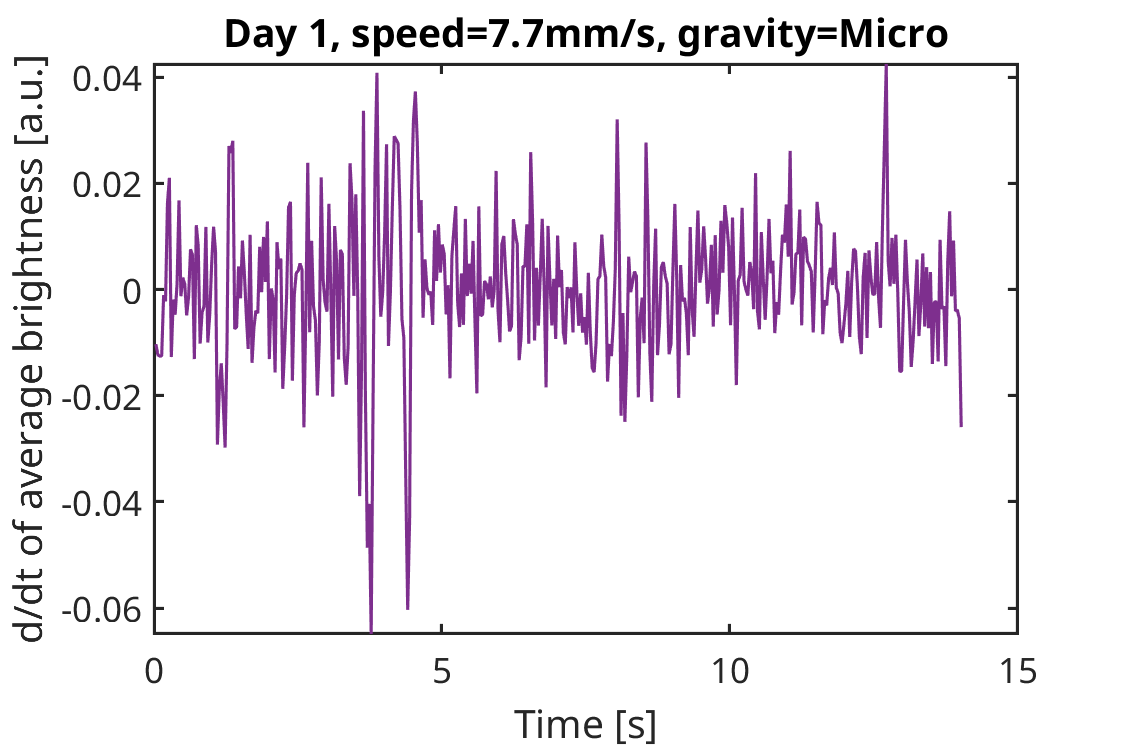 Day 1, speed=7.7mm/s, gravity=Micro
d/dt of average brightness [a.u.]
0.04
0.02
0
-0.02
-0.04
-0.06
0 5 10 15
Time [s]